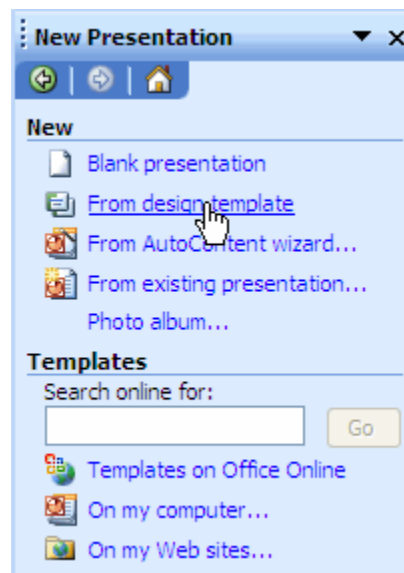 New Presentation
New
Blank presentation
From design template
From AutoContent wizard...
From existing presentation...
Photo album...
Templates
Search online for:
Go
Templates on Office Online
On my computer...
On my Web sites...